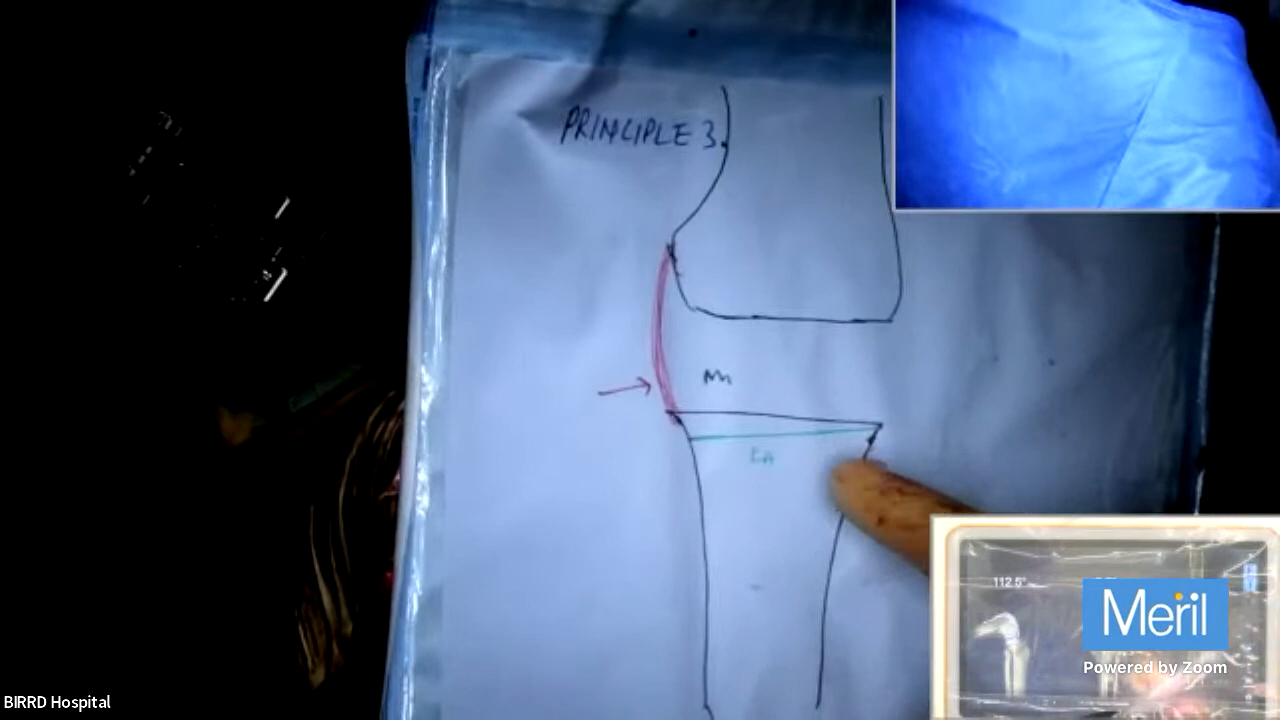 PRINCIPLE 3.
112.5°
Meril
Powered by Zoom
BIRRD Hospital